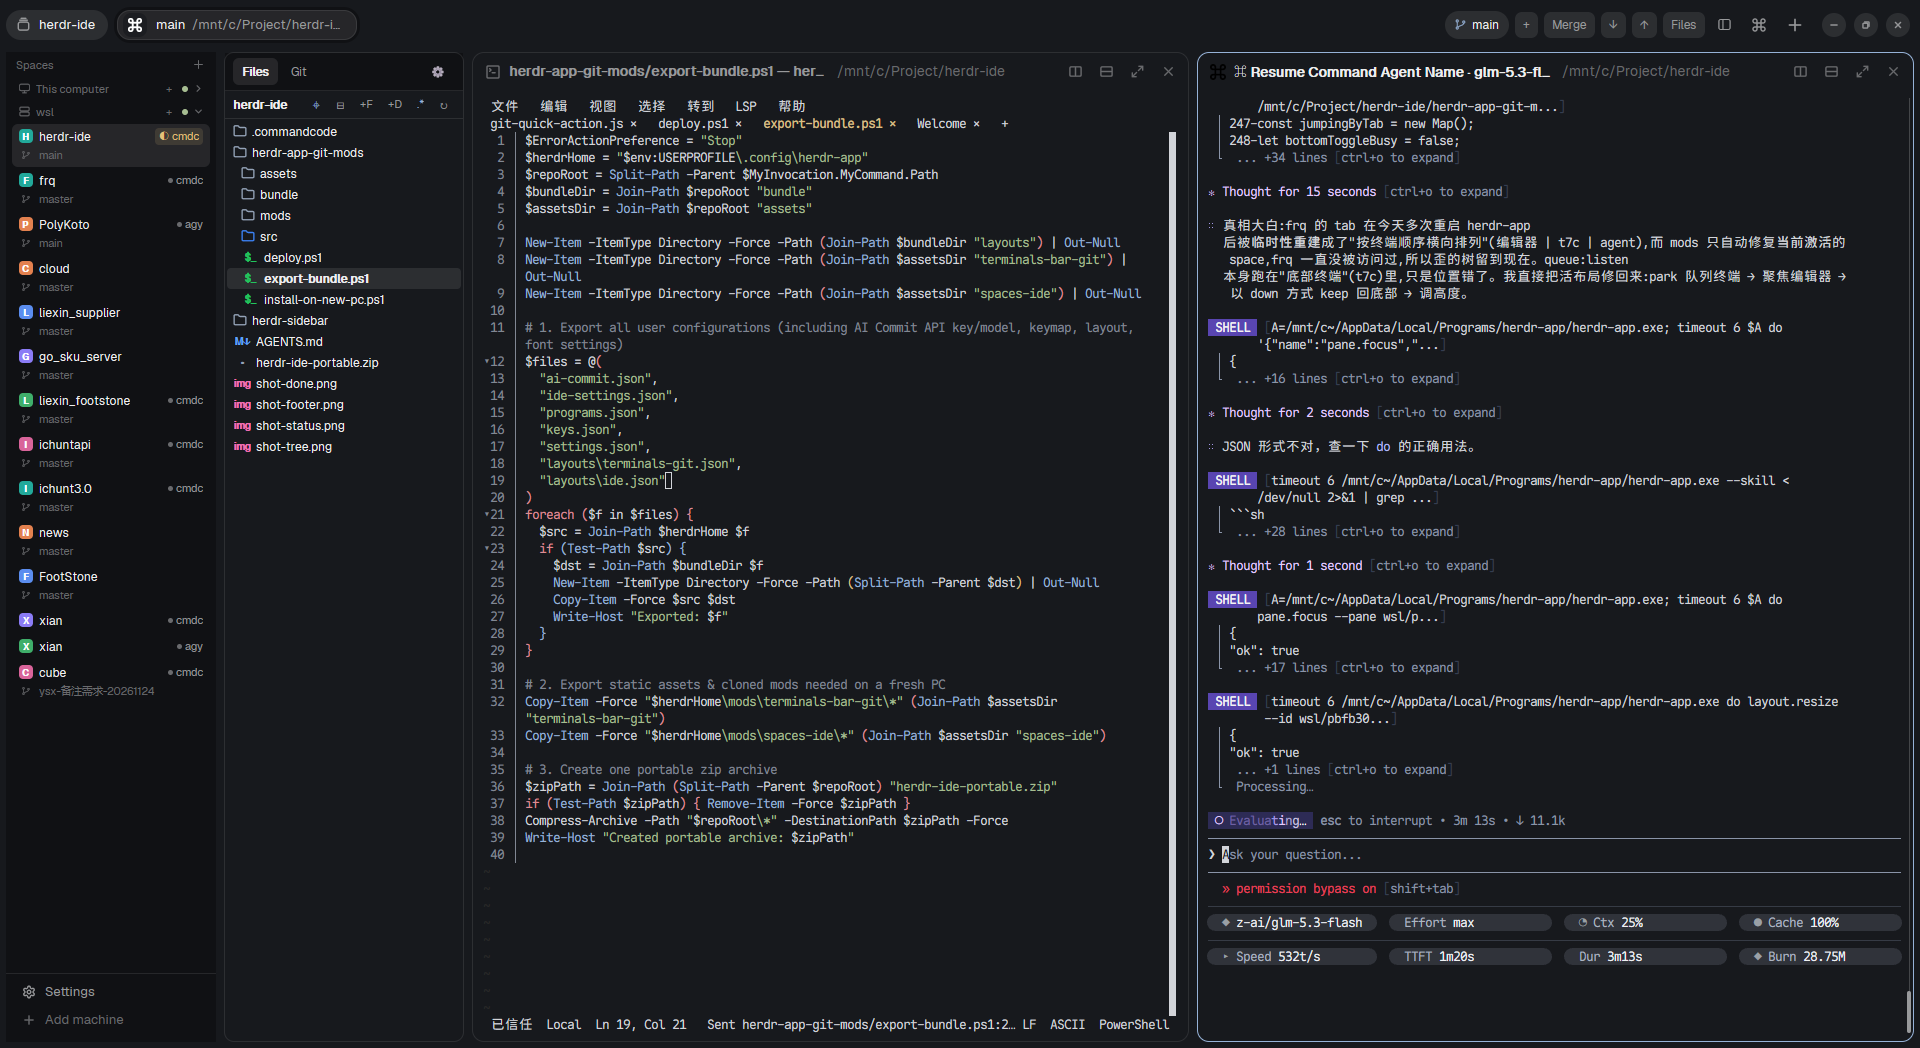 herdr-ide
main /mnt/c/Project/herdr-i…
main
+
Merge
↓
↑
Files
Spaces
This computer
wsl
herdr-ide
cmdc
main
frq
cmdc
master
PolyKoto
agy
main
cloud
master
liexin_supplier
master
go_sku_server
master
liexin_footstone
cmdc
master
ichuntapi
cmdc
master
ichunt3.0
cmdc
master
news
master
FootStone
master
xian
cmdc
xian
agy
cube
cmdc
ysx-备注需求-20261124
Settings
+ Add machine
Files
Git
herdr-ide
+F
+D
.*
.commandcode
herdr-app-git-mods
assets
bundle
mods
src
$_ deploy.ps1
$_ export-bundle.ps1
$_ install-on-new-pc.ps1
herdr-sidebar
M↓ AGENTS.md
herdr-ide-portable.zip
img shot-done.png
img shot-footer.png
img shot-status.png
img shot-tree.png
herdr-app-git-mods/export-bundle.ps1 — her… /mnt/c/Project/herdr-ide
文件 编辑 视图 选择 转到 LSP 帮助
git-quick-action.js × deploy.ps1 × export-bundle.ps1 × Welcome × +
1 $ErrorActionPreference = "Stop"
2 $herdrHome = "$env:USERPROFILE\.config\herdr-app"
3 $repoRoot = Split-Path -Parent $MyInvocation.MyCommand.Path
4 $bundleDir = Join-Path $repoRoot "bundle"
5 $assetsDir = Join-Path $repoRoot "assets"
6
7 New-Item -ItemType Directory -Force -Path (Join-Path $bundleDir "layouts") | Out-Null
8 New-Item -ItemType Directory -Force -Path (Join-Path $assetsDir "terminals-bar-git") |
Out-Null
9 New-Item -ItemType Directory -Force -Path (Join-Path $assetsDir "spaces-ide") | Out-Null
10
11 # 1. Export all user configurations (including AI Commit API key/model, keymap, layout,
font settings)
12 $files = @(
13 "ai-commit.json",
14 "ide-settings.json",
15 "programs.json",
16 "keys.json",
17 "settings.json",
18 "layouts\terminals-git.json",
19 "layouts\ide.json"
20 )
21 foreach ($f in $files) {
22 $src = Join-Path $herdrHome $f
23 if (Test-Path $src) {
24 $dst = Join-Path $bundleDir $f
25 New-Item -ItemType Directory -Force -Path (Split-Path -Parent $dst) | Out-Null
26 Copy-Item -Force $src $dst
27 Write-Host "Exported: $f"
28 }
29 }
30
31 # 2. Export static assets & cloned mods needed on a fresh PC
32 Copy-Item -Force "$herdrHome\mods\terminals-bar-git\*" (Join-Path $assetsDir
"terminals-bar-git")
33 Copy-Item -Force "$herdrHome\mods\spaces-ide\*" (Join-Path $assetsDir "spaces-ide")
34
35 # 3. Create one portable zip archive
36 $zipPath = Join-Path (Split-Path -Parent $repoRoot) "herdr-ide-portable.zip"
37 if (Test-Path $zipPath) { Remove-Item -Force $zipPath }
38 Compress-Archive -Path "$repoRoot\*" -DestinationPath $zipPath -Force
39 Write-Host "Created portable archive: $zipPath"
40
已信任 Local Ln 19, Col 21 Sent herdr-app-git-mods/export-bundle.ps1:2… LF ASCII PowerShell
⌘ Resume Command Agent Name · glm-5.3-fl… /mnt/c/Project/herdr-ide
/mnt/c/Project/herdr-ide/herdr-app-git-m...]
247-const jumpingByTab = new Map();
248-let bottomToggleBusy = false;
... +34 lines [ctrl+o to expand]
Thought for 15 seconds [ctrl+o to expand]
真相大白:frq 的 tab 在今天多次重启 herdr-app
后被临时性重建成了"按终端顺序横向排列"(编辑器 | t7c | agent),而 mods 只自动修复当前激活的
space,frq 一直没被访问过,所以歪的树留到现在。queue:listen
本身跑在"底部终端"(t7c)里,只是位置错了。我直接把活布局修回来:park 队列终端 → 聚焦编辑器 →
以 down 方式 keep 回底部 → 调高度。
SHELL [A=/mnt/c~/AppData/Local/Programs/herdr-app/herdr-app.exe; timeout 6 $A do
'{"name":"pane.focus","...]
{
... +16 lines [ctrl+o to expand]
Thought for 2 seconds [ctrl+o to expand]
JSON 形式不对，查一下 do 的正确用法。
SHELL [timeout 6 /mnt/c~/AppData/Local/Programs/herdr-app/herdr-app.exe --skill <
/dev/null 2>&1 | grep ...]
```sh
... +28 lines [ctrl+o to expand]
Thought for 1 second [ctrl+o to expand]
SHELL [A=/mnt/c~/AppData/Local/Programs/herdr-app/herdr-app.exe; timeout 6 $A do
pane.focus --pane wsl/p...]
{
"ok": true
... +17 lines [ctrl+o to expand]
SHELL [timeout 6 /mnt/c~/AppData/Local/Programs/herdr-app/herdr-app.exe do layout.resize
--id wsl/pbfb30...]
{
"ok": true
... +1 lines [ctrl+o to expand]
Processing…
Evaluating… esc to interrupt • 3m 13s • ↓ 11.1k
❯ Ask your question...
» permission bypass on [shift+tab]
◆ z-ai/glm-5.3-flash Effort max Ctx 25% Cache 100%
Speed 532t/s TTFT 1m20s Dur 3m13s ◆ Burn 28.75M